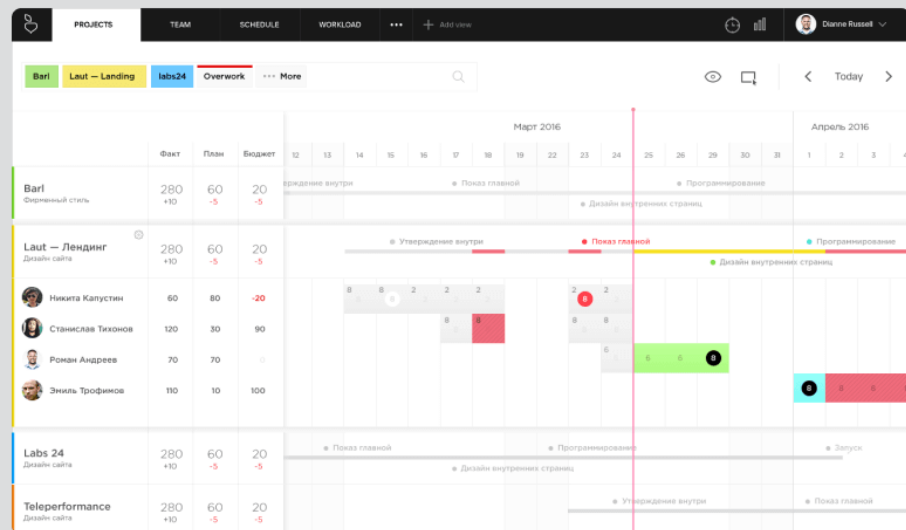 PROJECTS TEAM SCHEDULE WORKLOAD ••• + Add view Dianne Russell
Barl Laut — Landing labs24 Overwork ••• More Today
Март 2016 Апрель 2016
Факт План Бюджет 12 13 14 15 16 17 18 19 22 23 24 25 26 29 30 31 1 2 3 4
Barl 280 60 20 ерждение внутри Показ главной Программирование
Фирменный стиль +10 -5 -5 Дизайн внутренних страниц
Laut — Лендинг 280 60 20 Утверждение внутри Показ главной Программирование
Дизайн сайта +10 -5 -5 Дизайн внутренних страниц
Никита Капустин 60 80 -20 8 8 8 2 2 2 2 8 2
Станислав Тихонов 120 30 90 8 8 8 8
Роман Андреев 70 70 0 6 6 6 8
Эмиль Трофимов 110 10 100 8 8 6
Labs 24 280 60 20 Показ главной Программирование Запуск
Дизайн сайта +10 -5 -5 Дизайн внутренних страниц
Teleperformance 280 60 20 Утверждение внутри Показ главной
Дизайн сайта +10 -5 -5